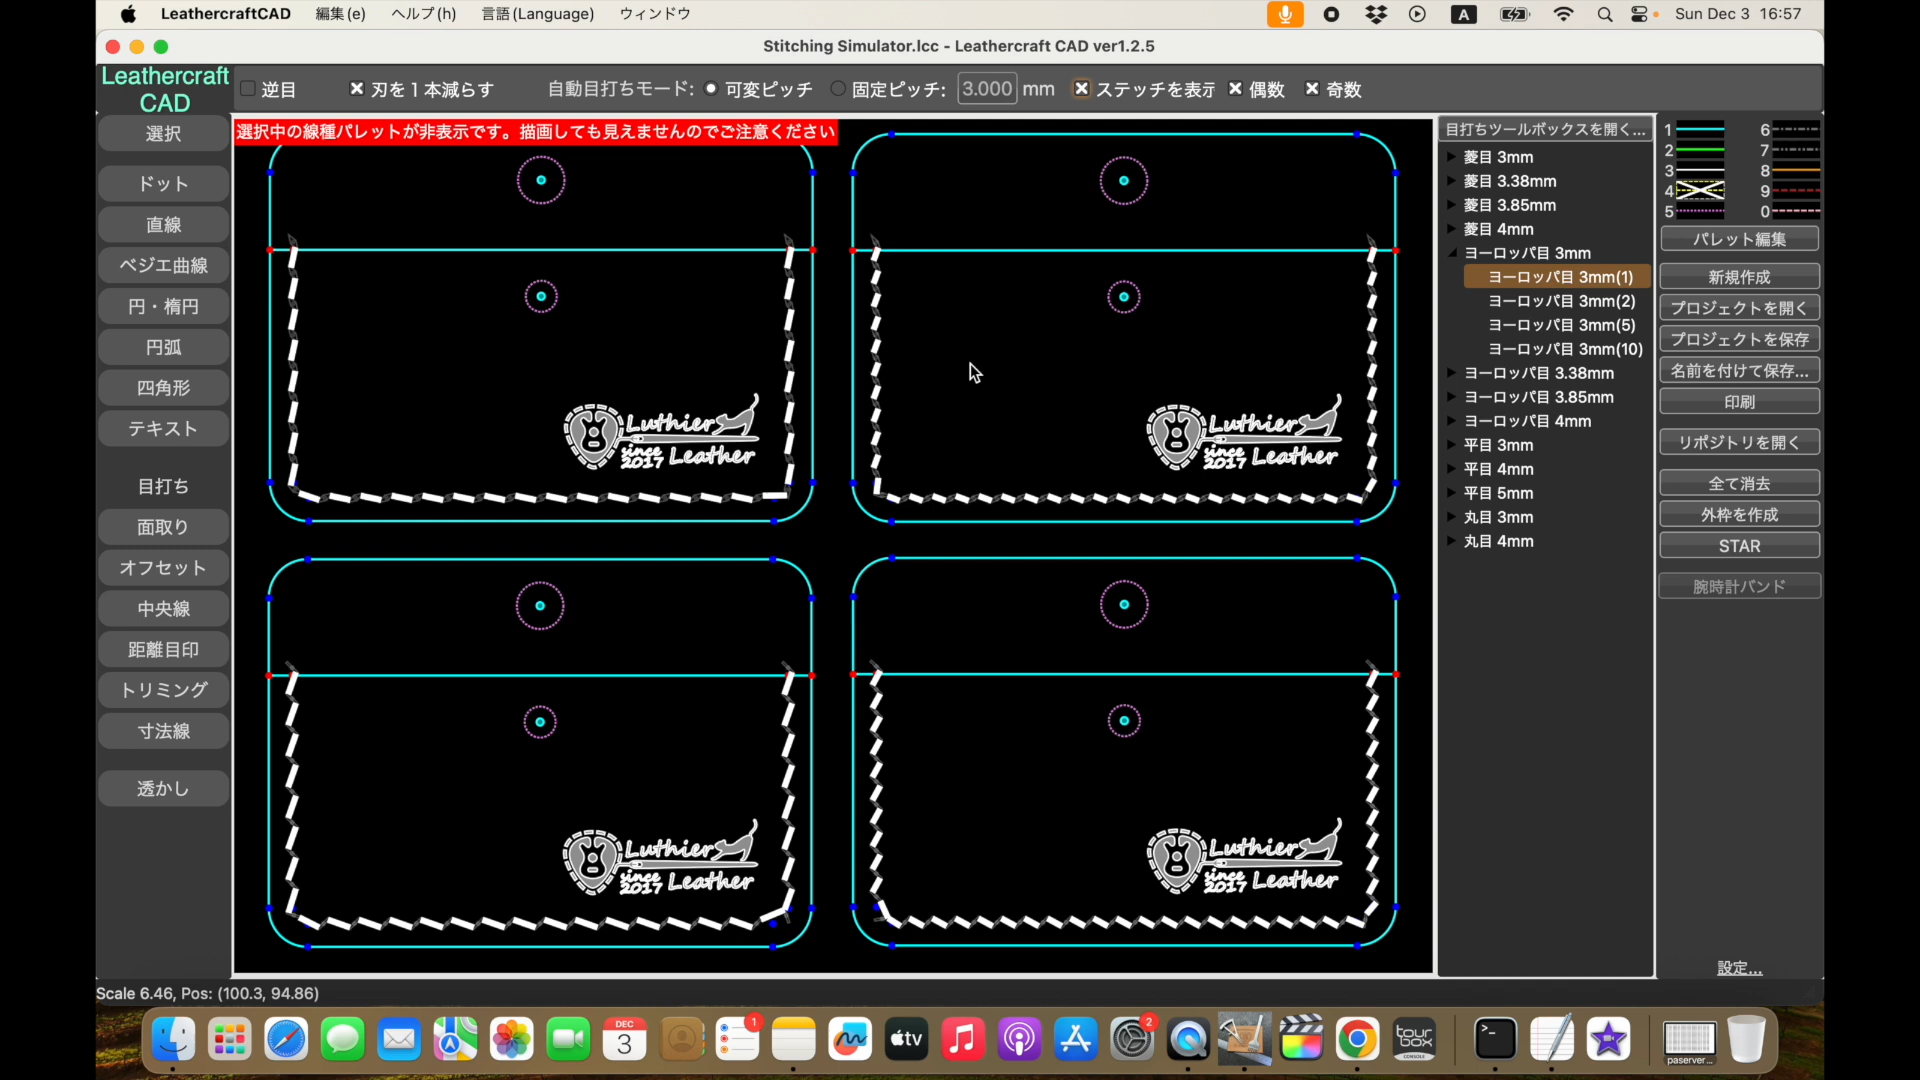 LeathercraftCAD 編集(e) ヘルプ(h) 言語(Language) ウィンドウ A Sun Dec 3 16:57
Stitching Simulator.lcc - Leathercraft CAD ver1.2.5
Leathercraft
CAD
逆目 刃を1本減らす 自動目打ちモード: 可変ピッチ 固定ピッチ: 3.000 mm ステッチを表示 偶数 奇数
選択
ドット
直線
ベジエ曲線
円・楕円
円弧
四角形
テキスト
目打ち
面取り
オフセット
中央線
距離目印
トリミング
寸法線
透かし
選択中の線種パレットが非表示です。描画しても見えませんのでご注意ください
Luthier
since
2017 Leather
Luthier
since
2017 Leather
Luthier
since
2017 Leather
Luthier
since
2017 Leather
目打ちツールボックスを開く...
菱目 3mm
菱目 3.38mm
菱目 3.85mm
菱目 4mm
ヨーロッパ目 3mm
ヨーロッパ目 3mm(1)
ヨーロッパ目 3mm(2)
ヨーロッパ目 3mm(5)
ヨーロッパ目 3mm(10)
ヨーロッパ目 3.38mm
ヨーロッパ目 3.85mm
ヨーロッパ目 4mm
平目 3mm
平目 4mm
平目 5mm
丸目 3mm
丸目 4mm
1 6
2 7
3 8
4 9
5 0
パレット編集
新規作成
プロジェクトを開く
プロジェクトを保存
名前を付けて保存...
印刷
リポジトリを開く
全て消去
外枠を作成
STAR
腕時計バンド
設定...
Scale 6.46, Pos: (100.3, 94.86)
DEC
3
1
tv
2
tour
box
CONSOLE
>_
paserver...